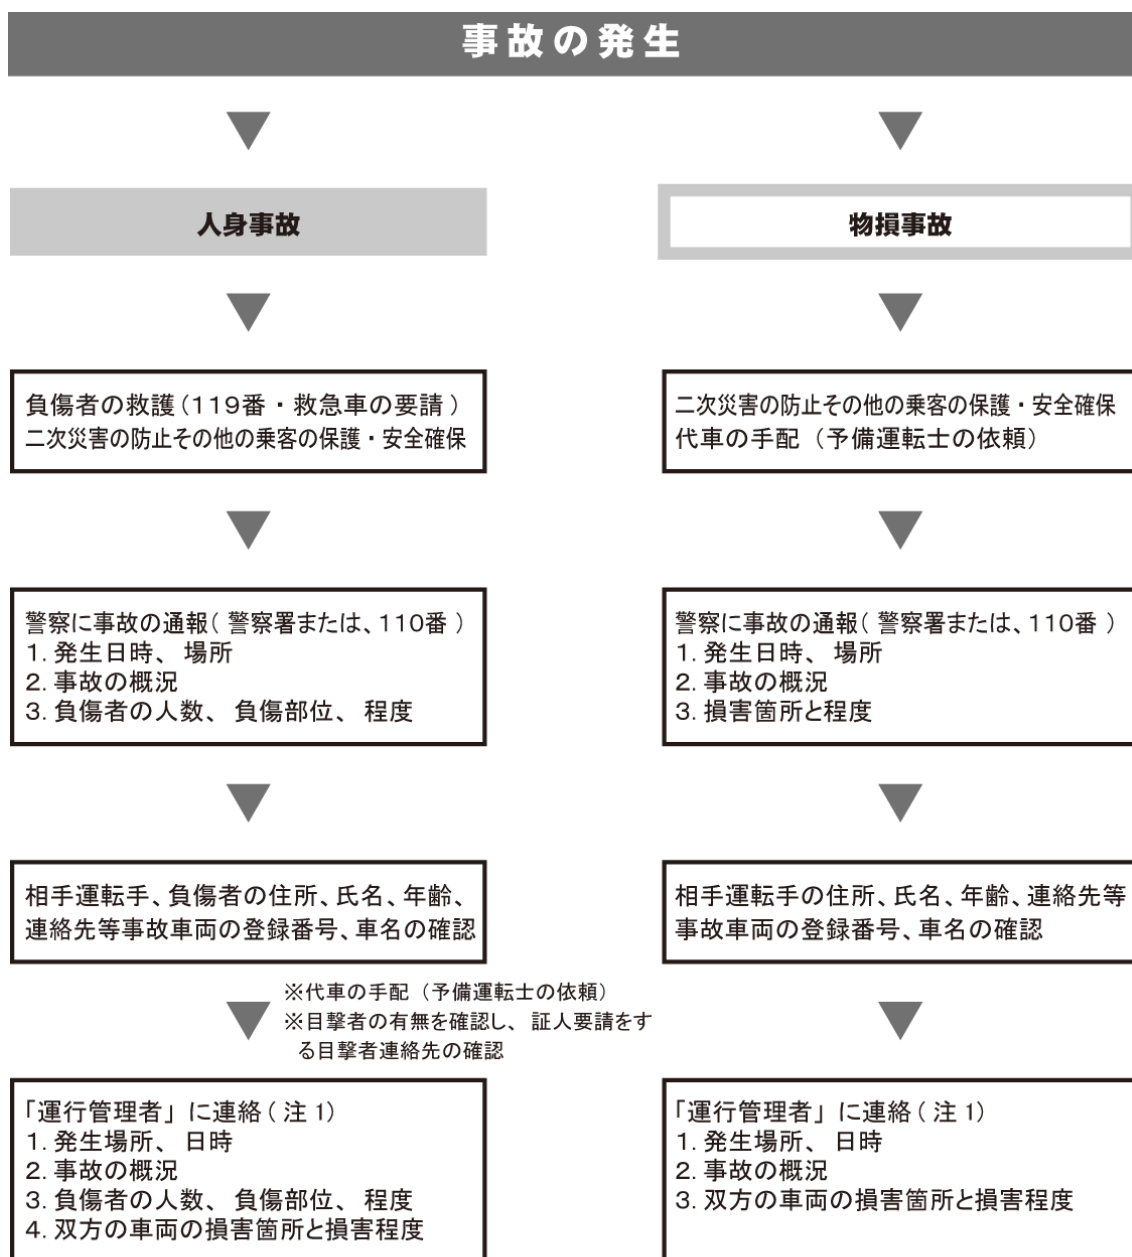 事故の発生
人身事故
負傷者の救護(119番・救急車の要請)
二次災害の防止その他の乗客の保護・安全確保
警察に事故の通報(警察署または、110番)
1. 発生日時、場所
2. 事故の概況
3. 負傷者の人数、負傷部位、程度
相手運転手、負傷者の住所、氏名、年齢、
連絡先等事故車両の登録番号、車名の確認
※代車の手配(予備運転士の依頼)
※目撃者の有無を確認し、証人要請をす
る目撃者連絡先の確認
「運行管理者」に連絡(注1)
1. 発生場所、日時
2. 事故の概況
3. 負傷者の人数、負傷部位、程度
4. 双方の車両の損害箇所と損害程度
物損事故
二次災害の防止その他の乗客の保護・安全確保
代車の手配(予備運転士の依頼)
警察に事故の通報(警察署または、110番)
1. 発生日時、場所
2. 事故の概況
3. 損害箇所と程度
相手運転手の住所、氏名、年齢、連絡先等
事故車両の登録番号、車名の確認
「運行管理者」に連絡(注1)
1. 発生場所、日時
2. 事故の概況
3. 双方の車両の損害箇所と損害程度